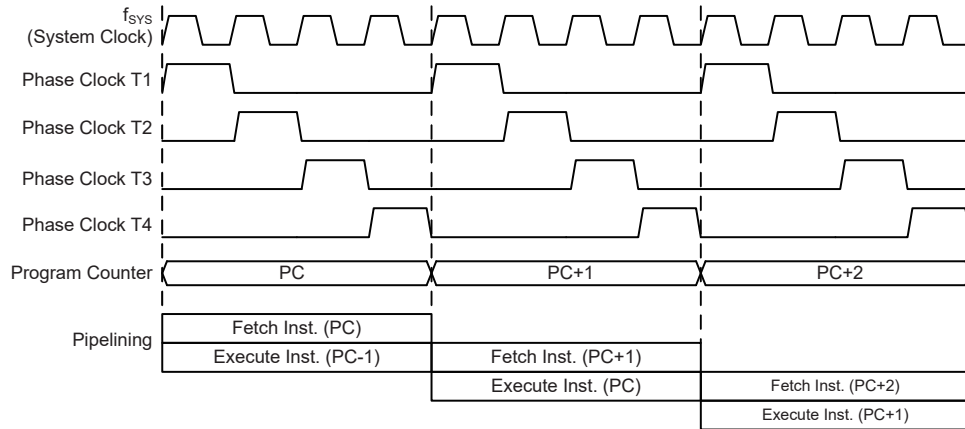 fSYS
(System Clock)
Phase Clock T1
Phase Clock T2
Phase Clock T3
Phase Clock T4
Program Counter PC PC+1 PC+2
Pipelining
Fetch Inst. (PC)
Execute Inst. (PC-1) Fetch Inst. (PC+1)
Execute Inst. (PC) Fetch Inst. (PC+2)
Execute Inst. (PC+1)